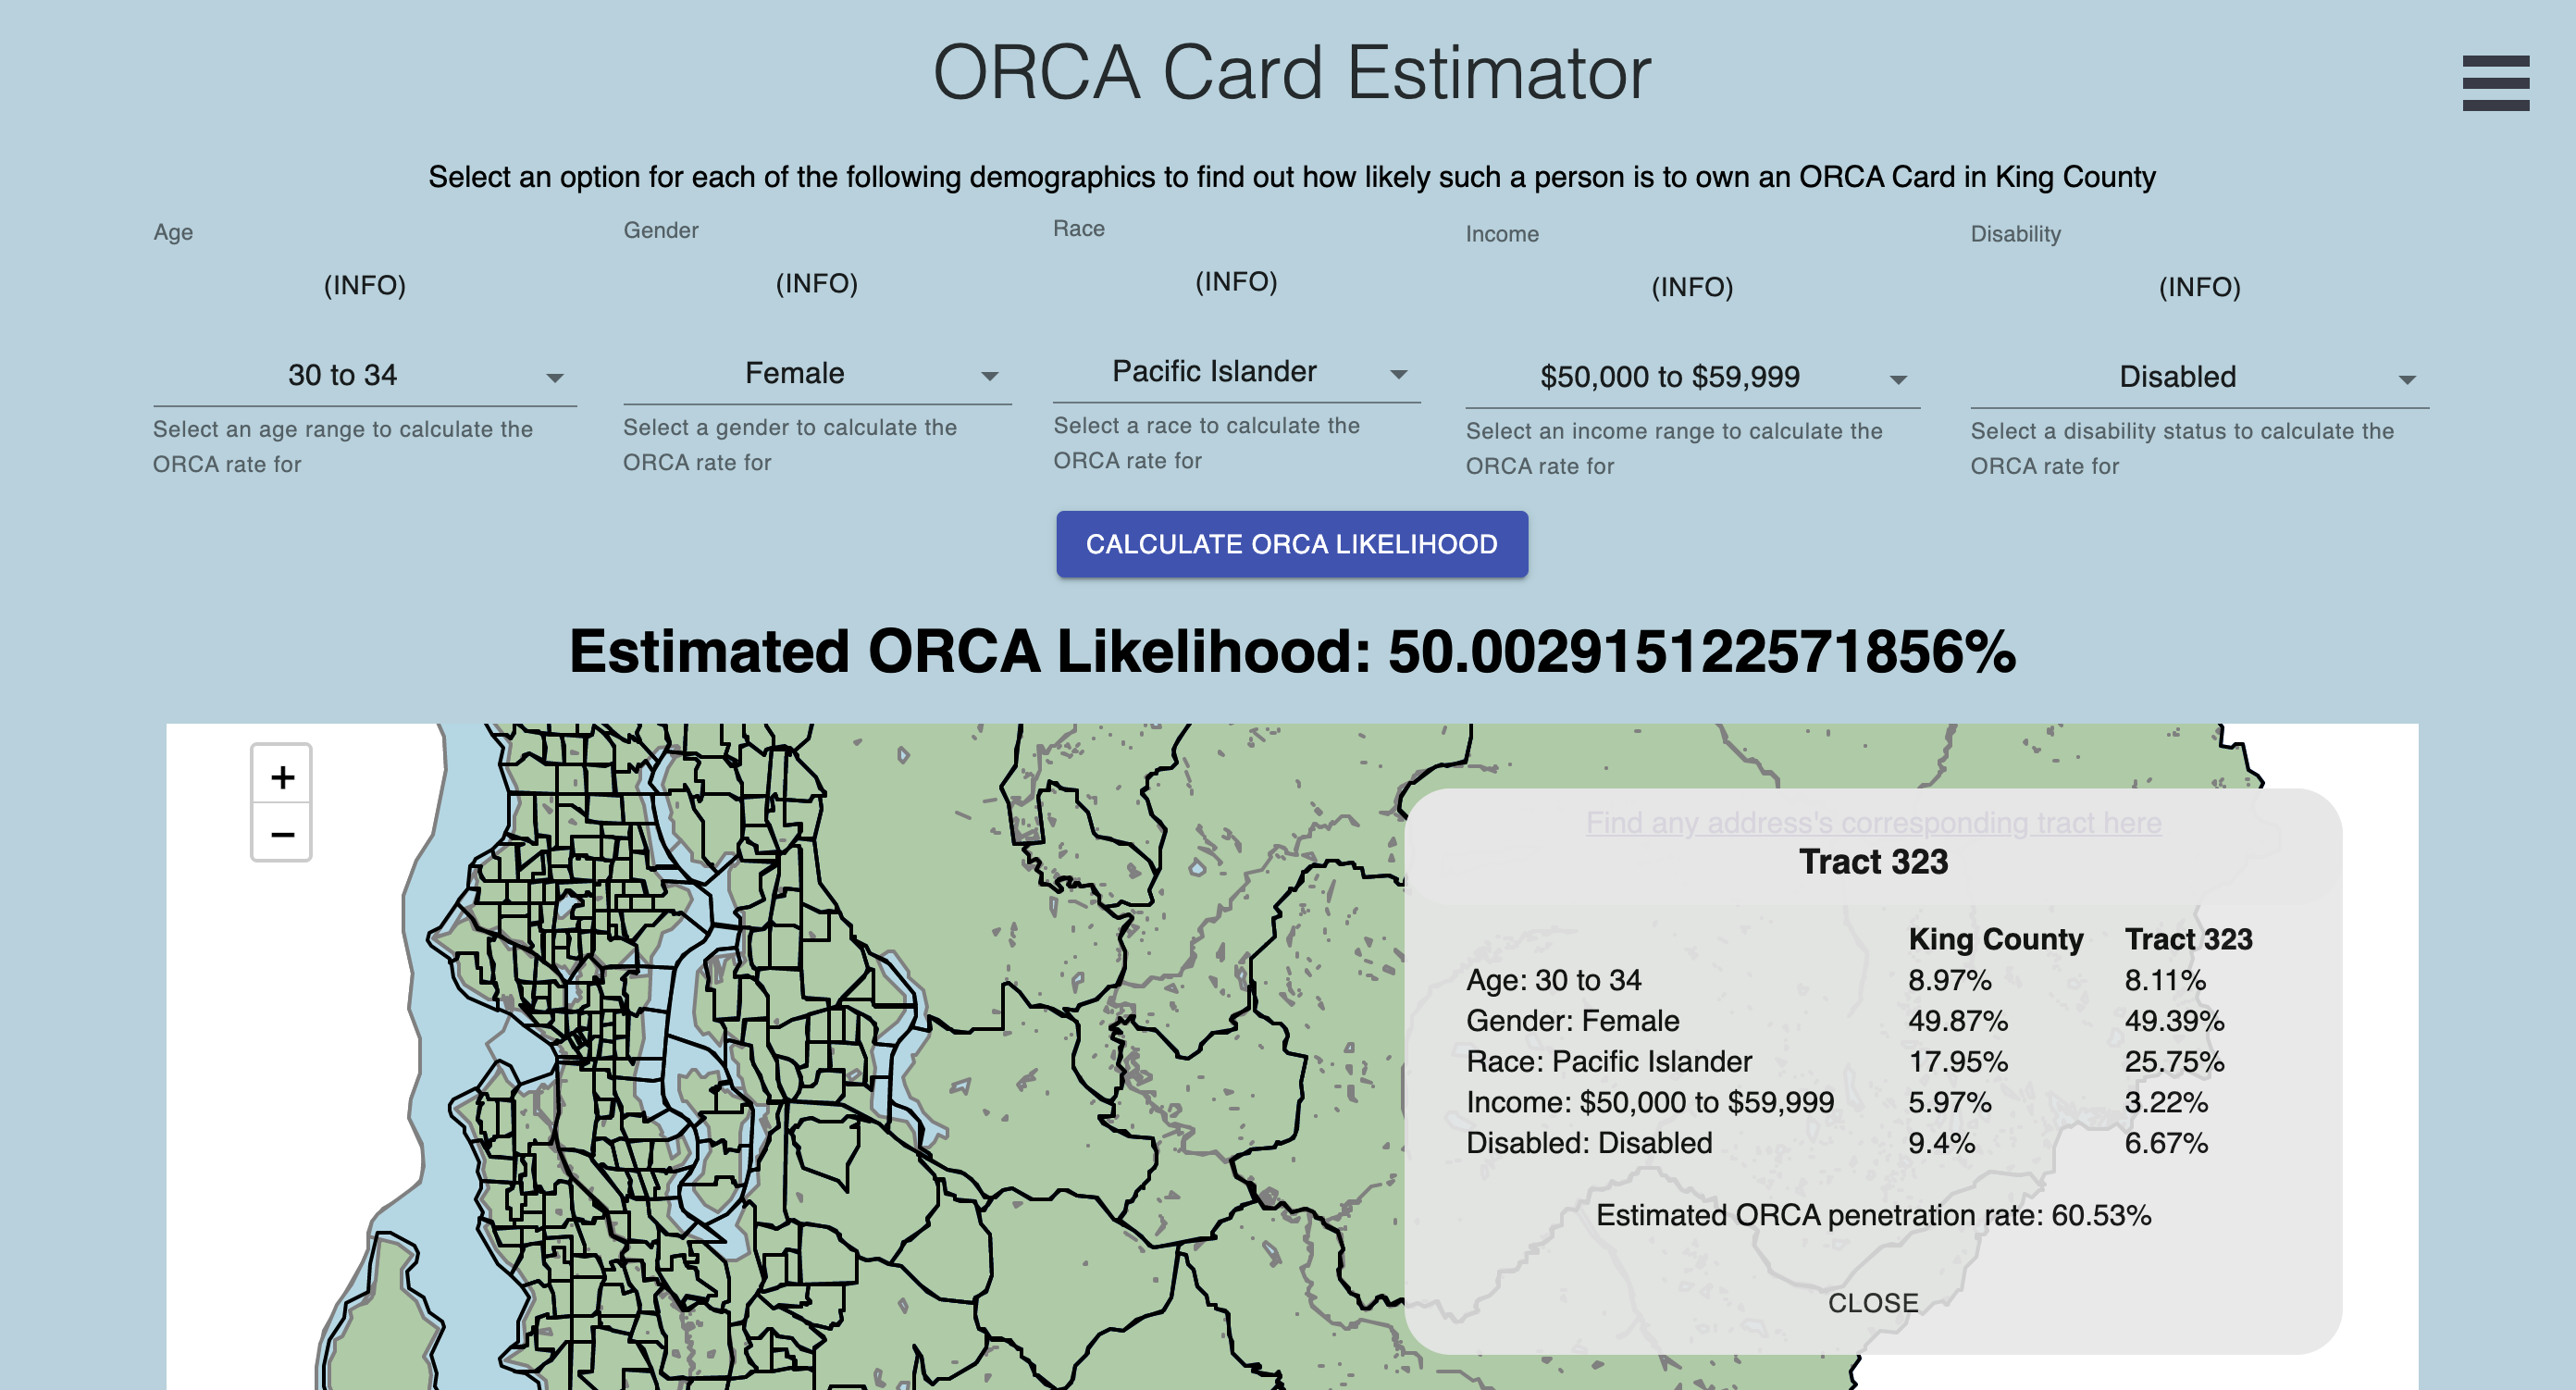 ORCA Card Estimator
Select an option for each of the following demographics to find out how likely such a person is to own an ORCA Card in King County
Age
(INFO)
30 to 34
Select an age range to calculate the
ORCA rate for
Gender
(INFO)
Female
Select a gender to calculate the
ORCA rate for
Race
(INFO)
Pacific Islander
Select a race to calculate the
ORCA rate for
Income
(INFO)
$50,000 to $59,999
Select an income range to calculate the
ORCA rate for
Disability
(INFO)
Disabled
Select a disability status to calculate the
ORCA rate for
CALCULATE ORCA LIKELIHOOD
Estimated ORCA Likelihood: 50.002915122571856%
+
−
Find any address's corresponding tract here
Tract 323
King County Tract 323
Age: 30 to 34 8.97% 8.11%
Gender: Female 49.87% 49.39%
Race: Pacific Islander 17.95% 25.75%
Income: $50,000 to $59,999 5.97% 3.22%
Disabled: Disabled 9.4% 6.67%
Estimated ORCA penetration rate: 60.53%
CLOSE